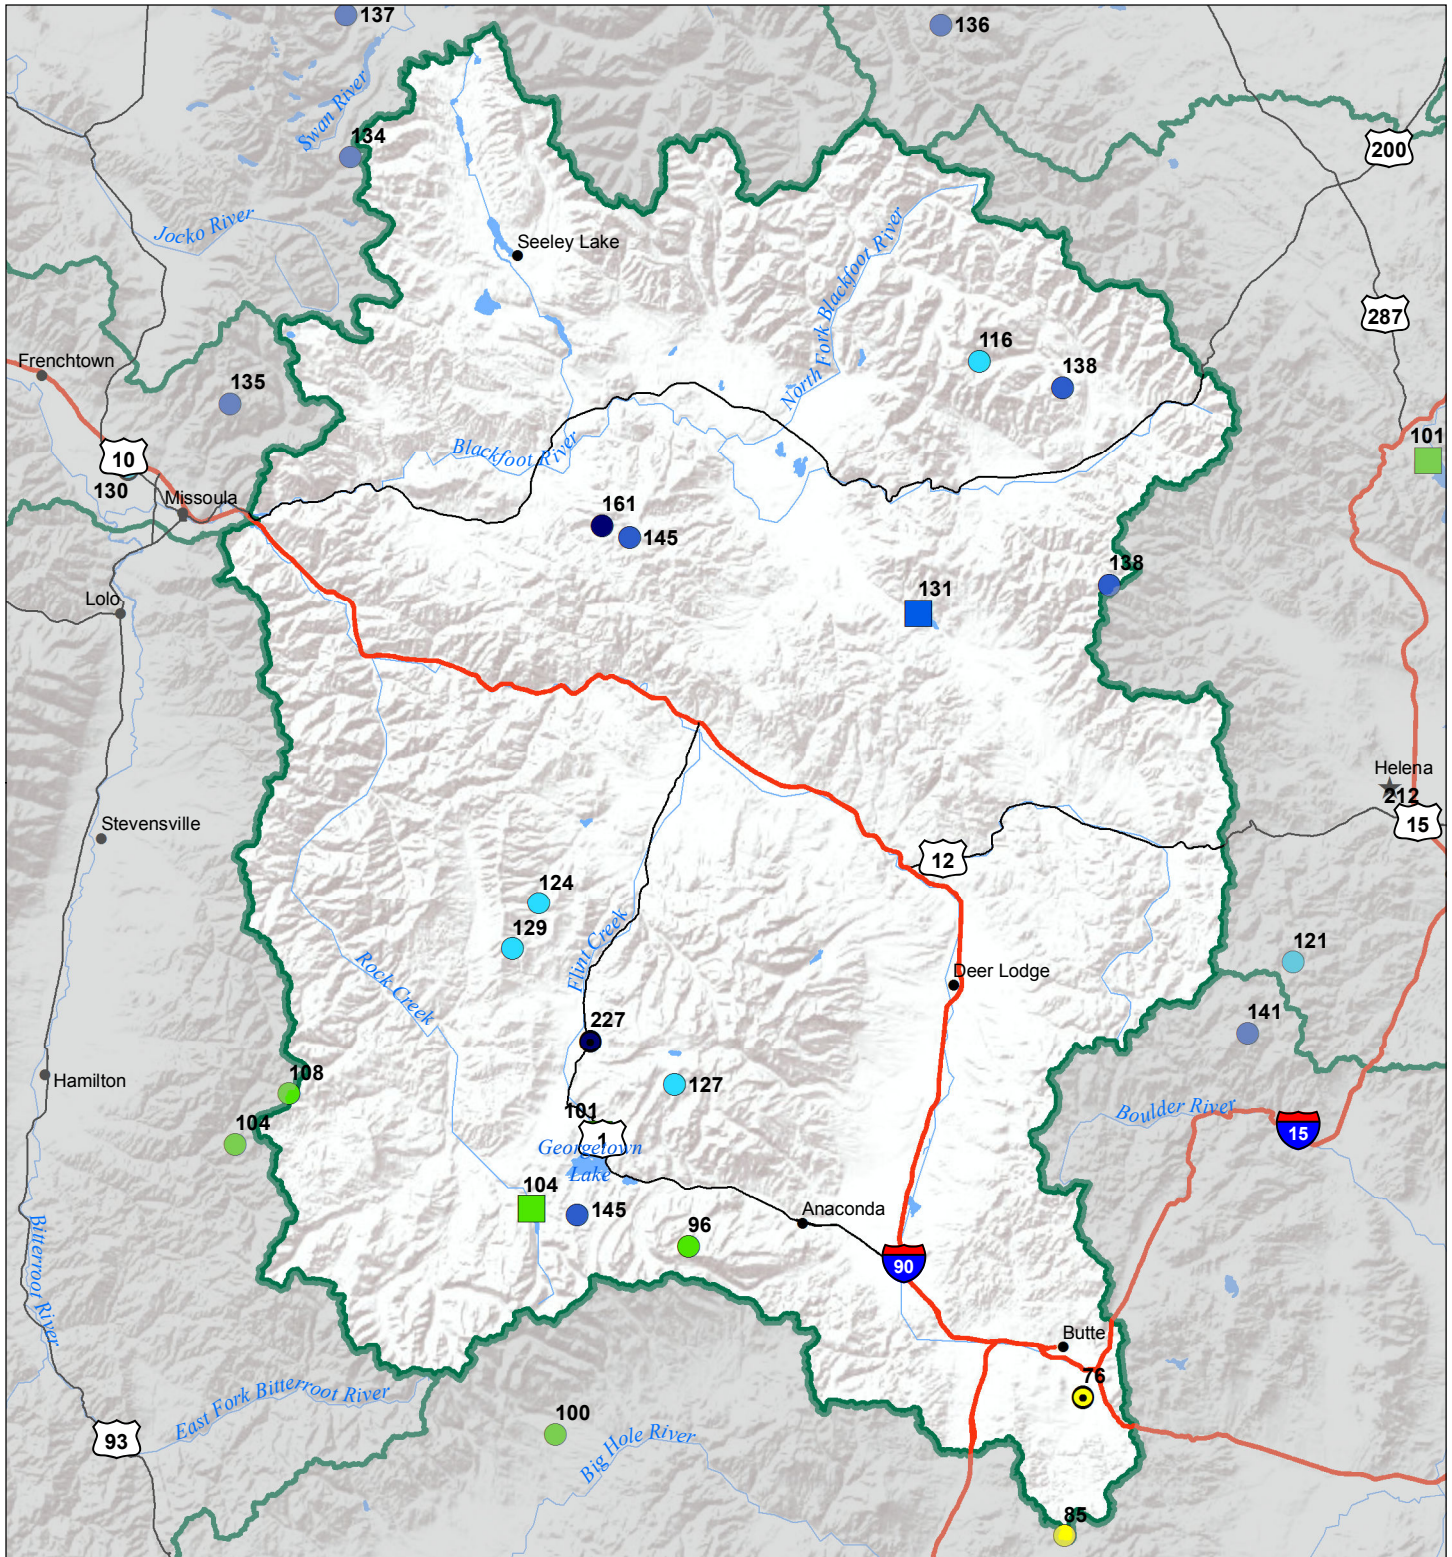 137
136
Swan River
134
200
Jocko River
Seeley Lake
North Fork Blackfoot River
287
116
Frenchtown
138
135
Blackfoot River
101
10
130
Missoula
161
145
138
131
Lolo
Helena
212
15
Stevensville
12
124
129
Flint Creek
121
Rock Creek
Deer Lodge
227
141
Hamilton
108
127
104
101
Boulder River
15
1
Georgetown
Lake
104
145
Anaconda
96
90
Bitterroot River
Butte
76
East Fork Bitterroot River
100
93
Big Hole River
85